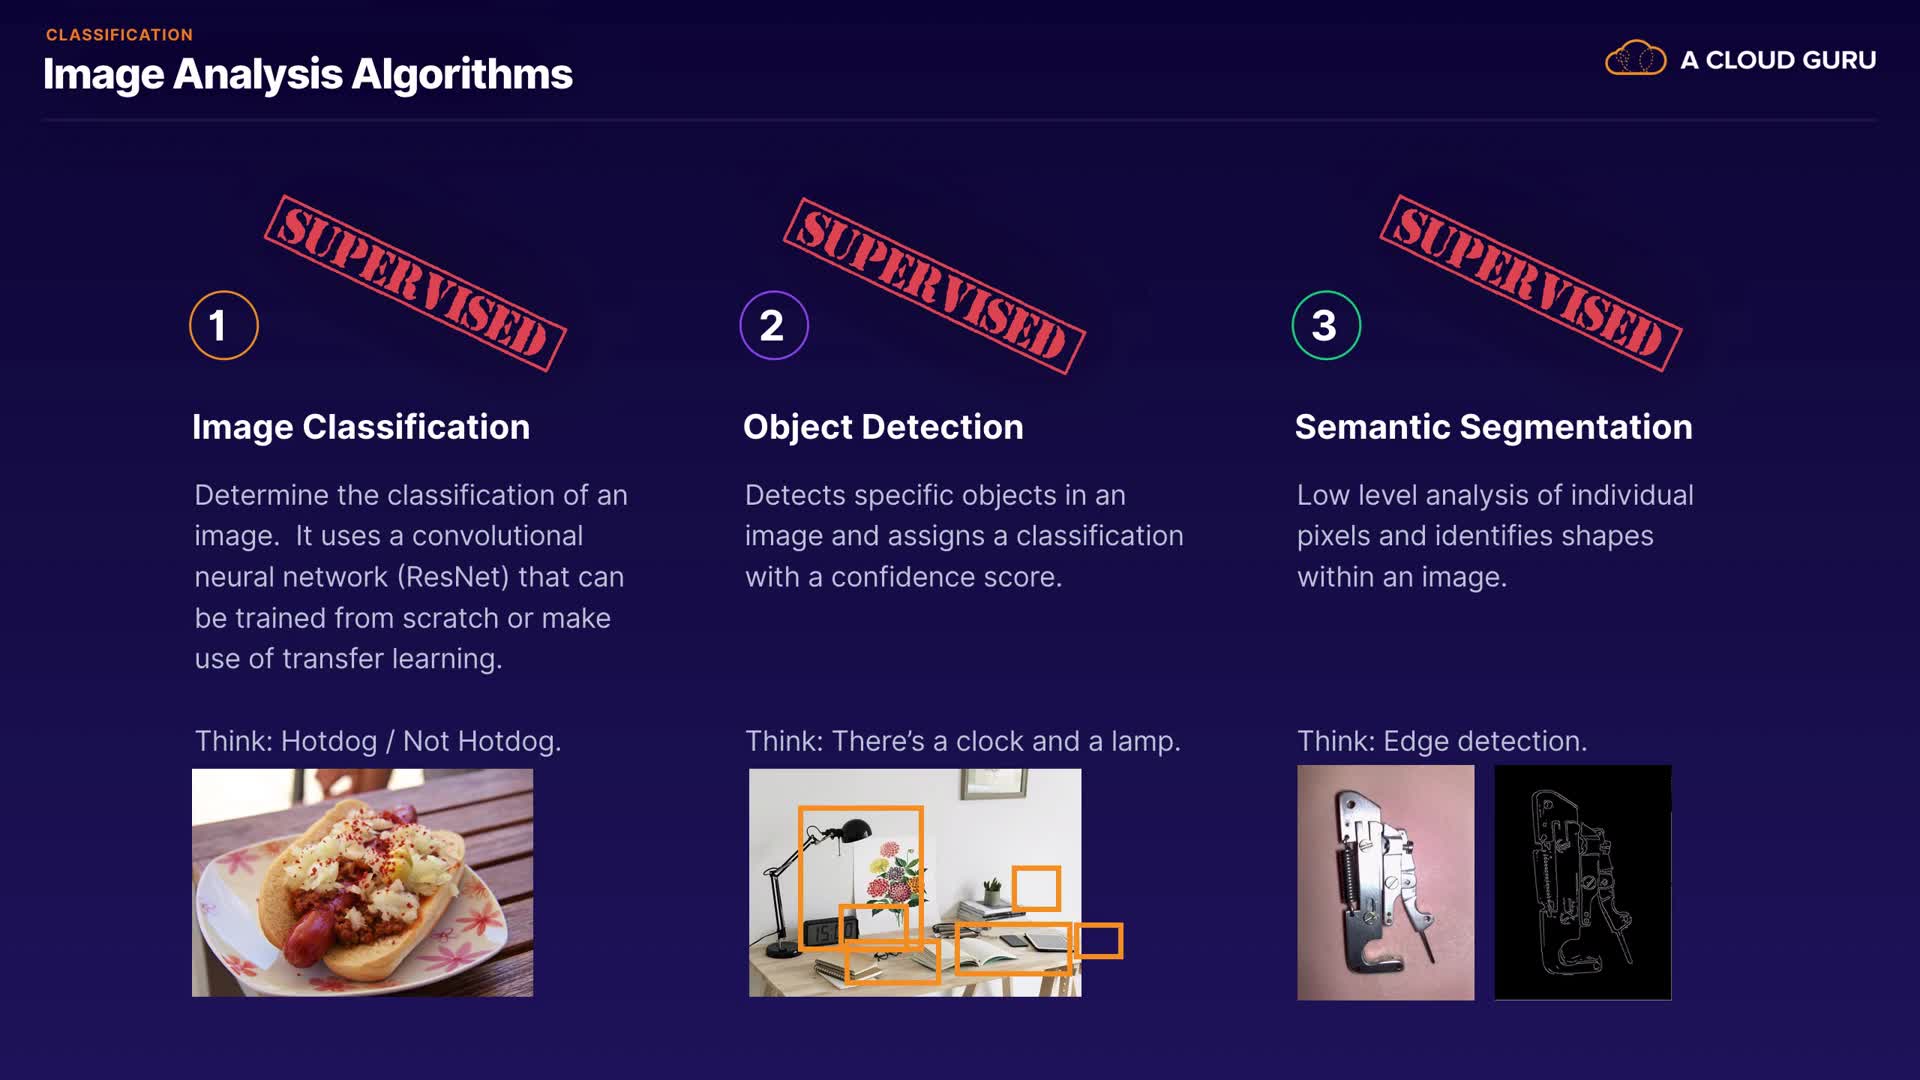 CLASSIFICATION
Image Analysis Algorithms
A CLOUD GURU
SUPERVISED
1
Image Classification
Determine the classification of an
image.  It uses a convolutional
neural network (ResNet) that can
be trained from scratch or make
use of transfer learning.
Think: Hotdog / Not Hotdog.
SUPERVISED
2
Object Detection
Detects specific objects in an
image and assigns a classification
with a confidence score.
Think: There’s a clock and a lamp.
SUPERVISED
3
Semantic Segmentation
Low level analysis of individual
pixels and identifies shapes
within an image.
Think: Edge detection.